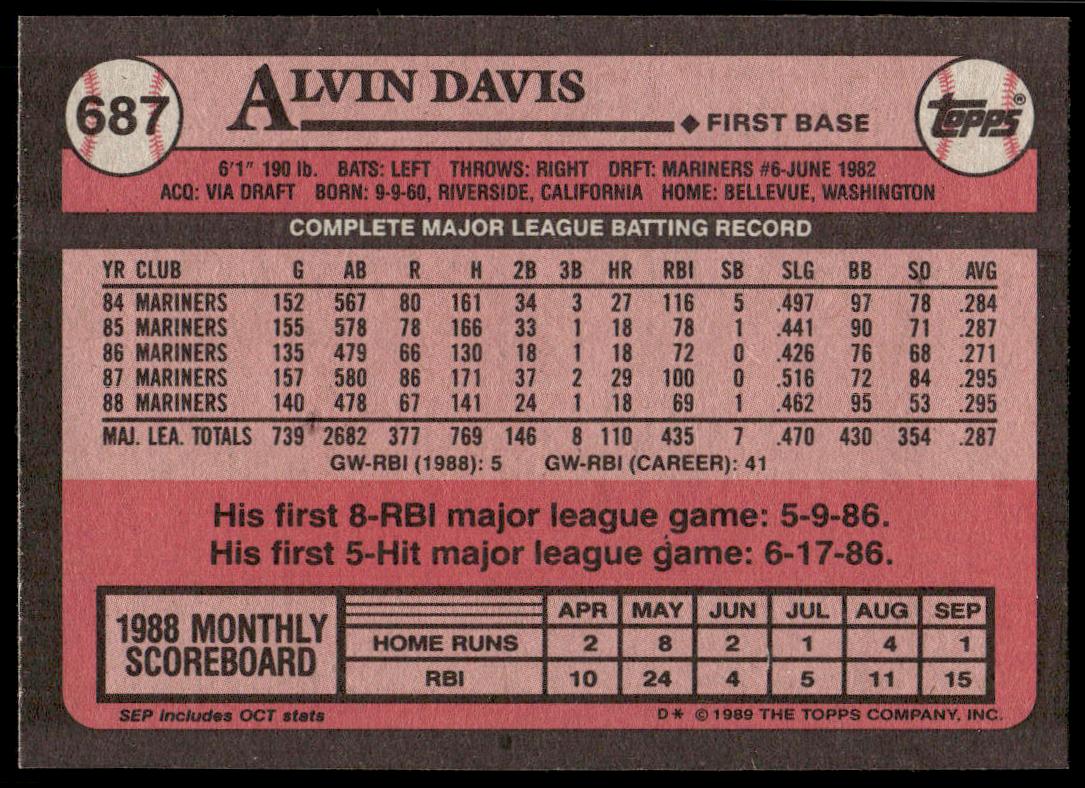 687
ALVIN DAVIS
◆ FIRST BASE
topps®
6'1" 190 lb. BATS: LEFT THROWS: RIGHT DRFT: MARINERS #6-JUNE 1982
ACQ: VIA DRAFT BORN: 9-9-60, RIVERSIDE, CALIFORNIA HOME: BELLEVUE, WASHINGTON
COMPLETE MAJOR LEAGUE BATTING RECORD
YR CLUB G AB R H 2B 3B HR RBI SB SLG BB SO AVG
84 MARINERS 152 567 80 161 34 3 27 116 5 .497 97 78 .284
85 MARINERS 155 578 78 166 33 1 18 78 1 .441 90 71 .287
86 MARINERS 135 479 66 130 18 1 18 72 0 .426 76 68 .271
87 MARINERS 157 580 86 171 37 2 29 100 0 .516 72 84 .295
88 MARINERS 140 478 67 141 24 1 18 69 1 .462 95 53 .295
MAJ. LEA. TOTALS 739 2682 377 769 146 8 110 435 7 .470 430 354 .287
GW-RBI (1988): 5 GW-RBI (CAREER): 41
His first 8-RBI major league game: 5-9-86.
His first 5-Hit major league game: 6-17-86.
1988 MONTHLY
SCOREBOARD
APR MAY JUN JUL AUG SEP
HOME RUNS 2 8 2 1 4 1
RBI 10 24 4 5 11 15
SEP includes OCT stats
D* © 1989 THE TOPPS COMPANY, INC.